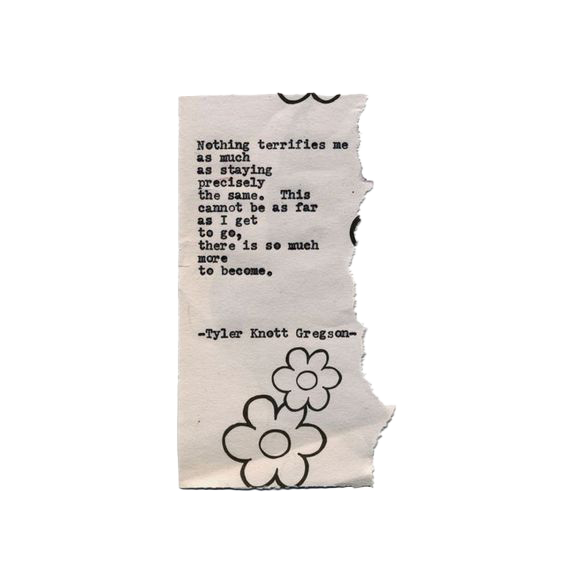 Nothing terrifies me
as much
as staying
precisely
the same.  This
cannot be as far
as I get
to go,
there is so much
more
to become.
-Tyler Knott Gregson-